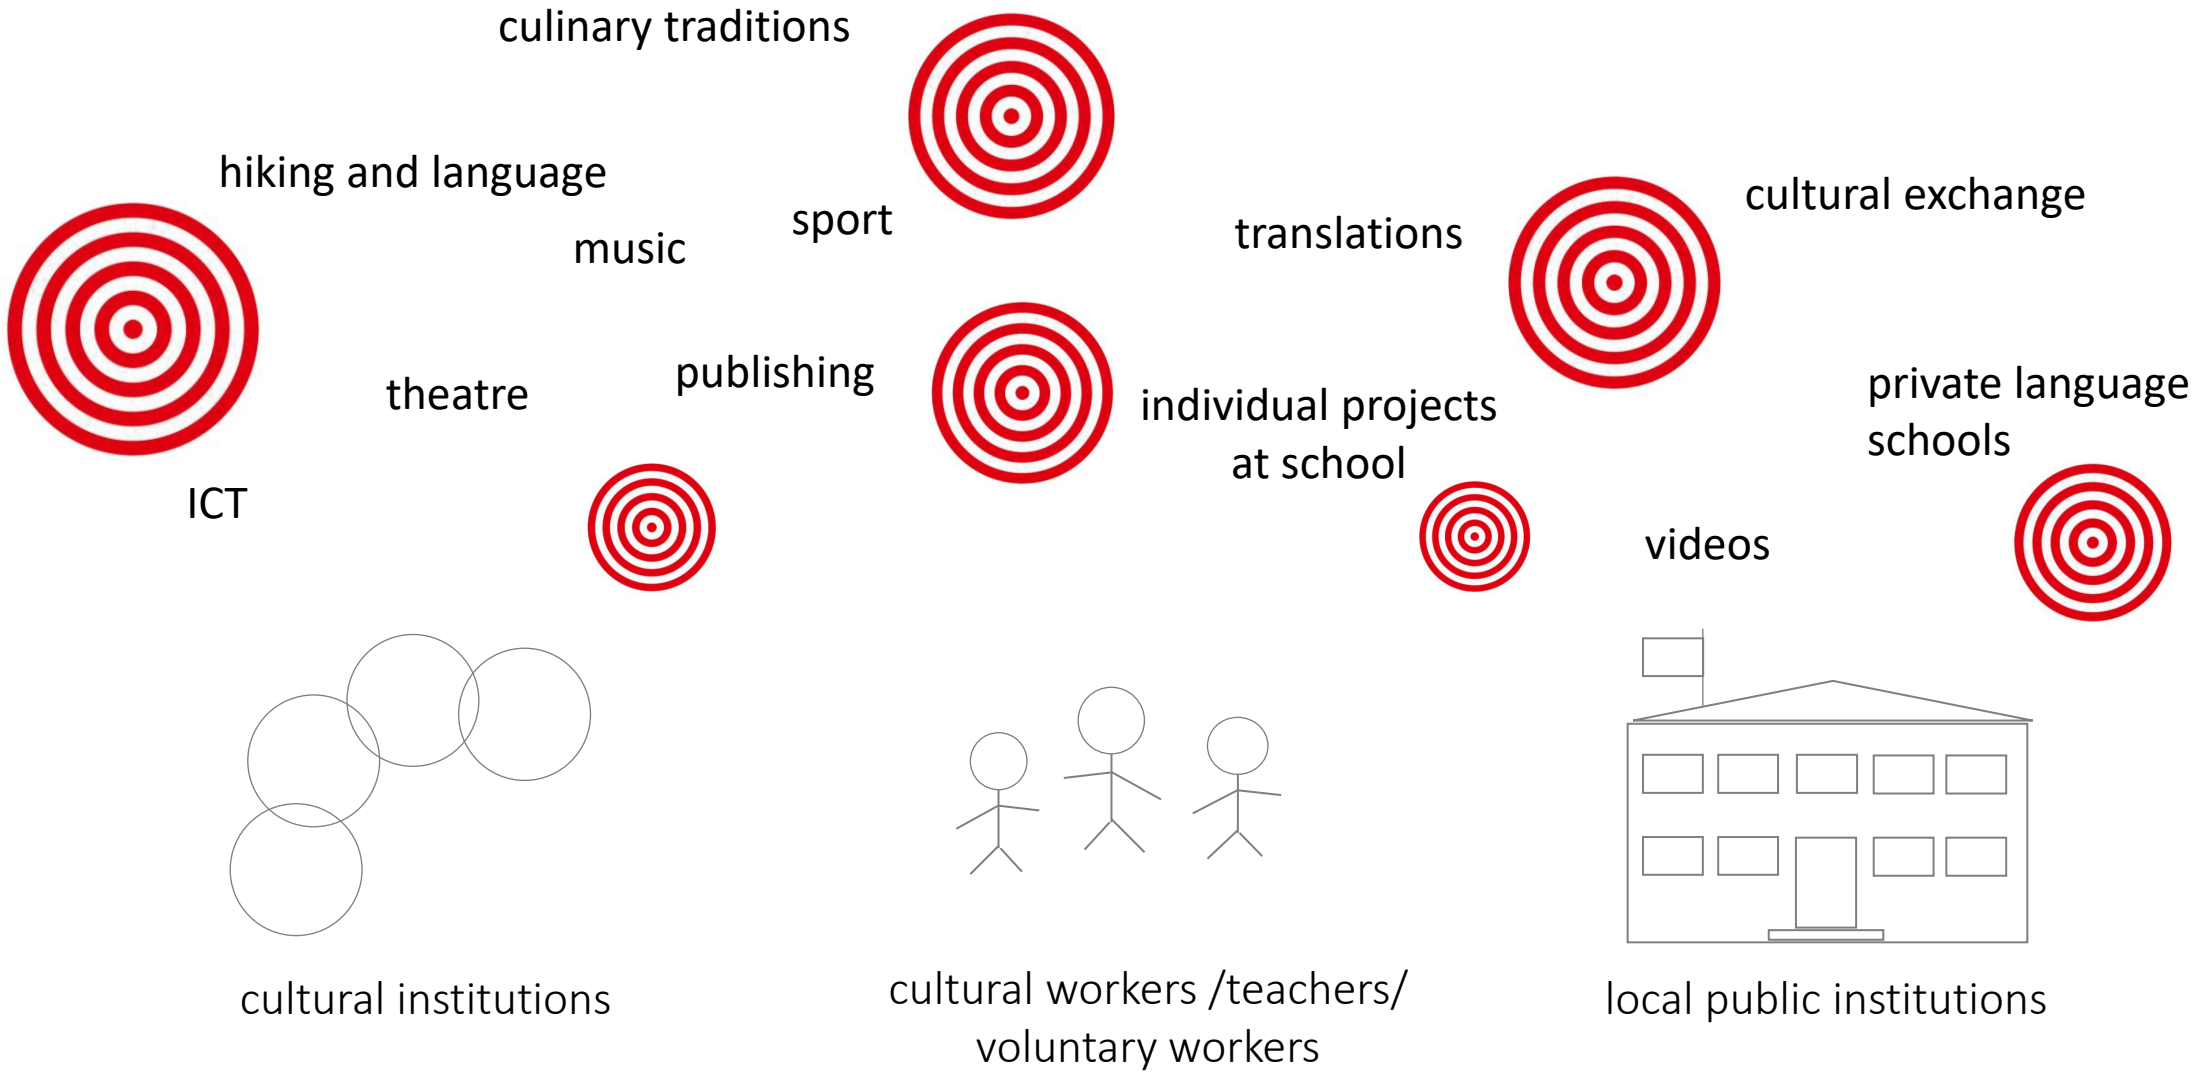 culinary traditions
hiking and language
cultural exchange
sport
translations
music
publishing
theatre
individual projects
at school
private language
schools
ICT
videos
cultural institutions
cultural workers /teachers/
voluntary workers
local public institutions